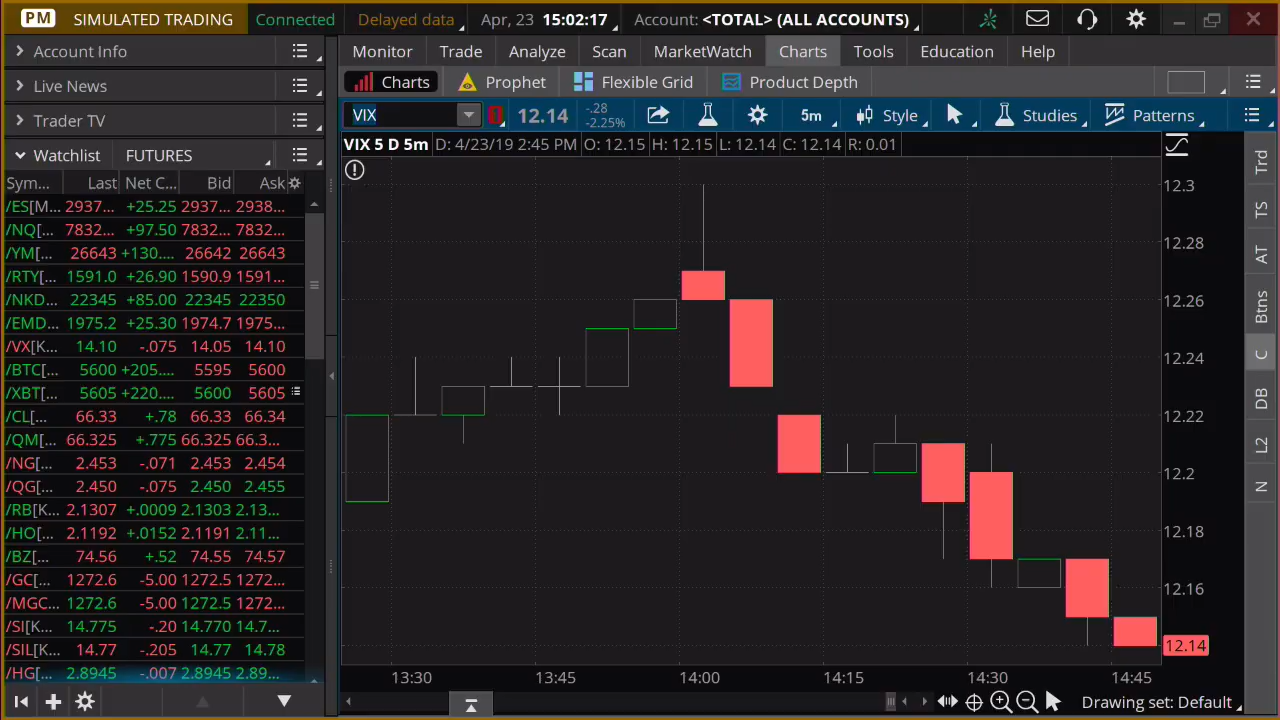 PM SIMULATED TRADING Connected Delayed data Apr, 23 15:02:17 Account: <TOTAL> (ALL ACCOUNTS)
Account Info
Live News
Trader TV
Watchlist FUTURES
Sym... Last Net C... Bid Ask
/ES[M... 2937... +25.25 2937... 2938...
/NQ[... 7832... +97.50 7832... 7832...
/YM[... 26643 +130.... 26642 26643
/RTY[... 1591.0 +26.90 1590.9 1591...
/NKD... 22345 +85.00 22345 22350
/EMD... 1975.2 +25.30 1974.7 1975...
/VX[K... 14.10 -.075 14.05 14.10
/BTC[... 5600 +205.... 5595 5600
/XBT[... 5605 +220.... 5600 5605
/CL[... 66.33 +.78 66.33 66.34
/QM[... 66.325 +.775 66.325 66.3...
/NG[... 2.453 -.071 2.453 2.454
/QG[... 2.450 -.075 2.450 2.455
/RB[K... 2.1307 +.0009 2.1303 2.13...
/HO[... 2.1192 +.0152 2.1191 2.11...
/BZ[... 74.56 +.52 74.55 74.57
/GC[... 1272.6 -5.00 1272.5 1272...
/MGC... 1272.6 -5.00 1272.5 1272...
/SI[K... 14.775 -.20 14.770 14.7...
/SIL[... 14.77 -.205 14.77 14.78
/HG[... 2.8945 -.007 2.8945 2.89...
Monitor Trade Analyze Scan MarketWatch Charts Tools Education Help
Charts Prophet Flexible Grid Product Depth
VIX 1 12.14 -.28 -2.25% 5m Style Studies Patterns
VIX 5 D 5m D: 4/23/19 2:45 PM O: 12.15 H: 12.15 L: 12.14 C: 12.14 R: 0.01
12.3
12.28
12.26
12.24
12.22
12.2
12.18
12.16
12.14
13:30 13:45 14:00 14:15 14:30 14:45
Drawing set: Default
Trd
TS
AT
Btns
C
DB
L2
N